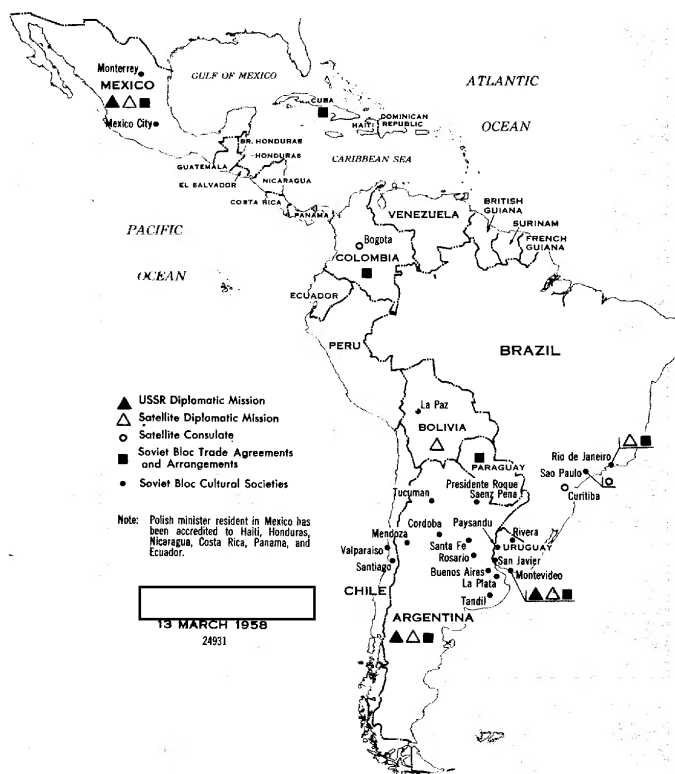 Monterrey
MEXICO
Mexico City
GULF OF MEXICO
ATLANTIC
OCEAN
CUBA
HAITI
DOMINICAN
REPUBLIC
BR. HONDURAS
HONDURAS
CARIBBEAN SEA
GUATEMALA
NICARAGUA
EL SALVADOR
COSTA RICA
PANAMA
PACIFIC
OCEAN
VENEZUELA
BRITISH
GUIANA
SURINAM
FRENCH
GUIANA
Bogota
COLOMBIA
ECUADOR
PERU
BRAZIL
La Paz
BOLIVIA
PARAGUAY
Rio de Janeiro
Sao Paulo
Curitiba
USSR Diplomatic Mission
Satellite Diplomatic Mission
Satellite Consulate
Soviet Bloc Trade Agreements
and Arrangements
Soviet Bloc Cultural Societies
Note: Polish minister resident in Mexico has
been accredited to Haiti, Honduras,
Nicaragua, Costa Rica, Panama, and
Ecuador.
Tucuman
Presidente Roque
Saenz Pena
Cordoba
Paysandu
Mendoza
Rivera
Valparaiso
Santa Fe
URUGUAY
Rosario
San Javier
Santiago
Buenos Aires
Montevideo
La Plata
CHILE
Tandil
ARGENTINA
13 MARCH 1958
24931